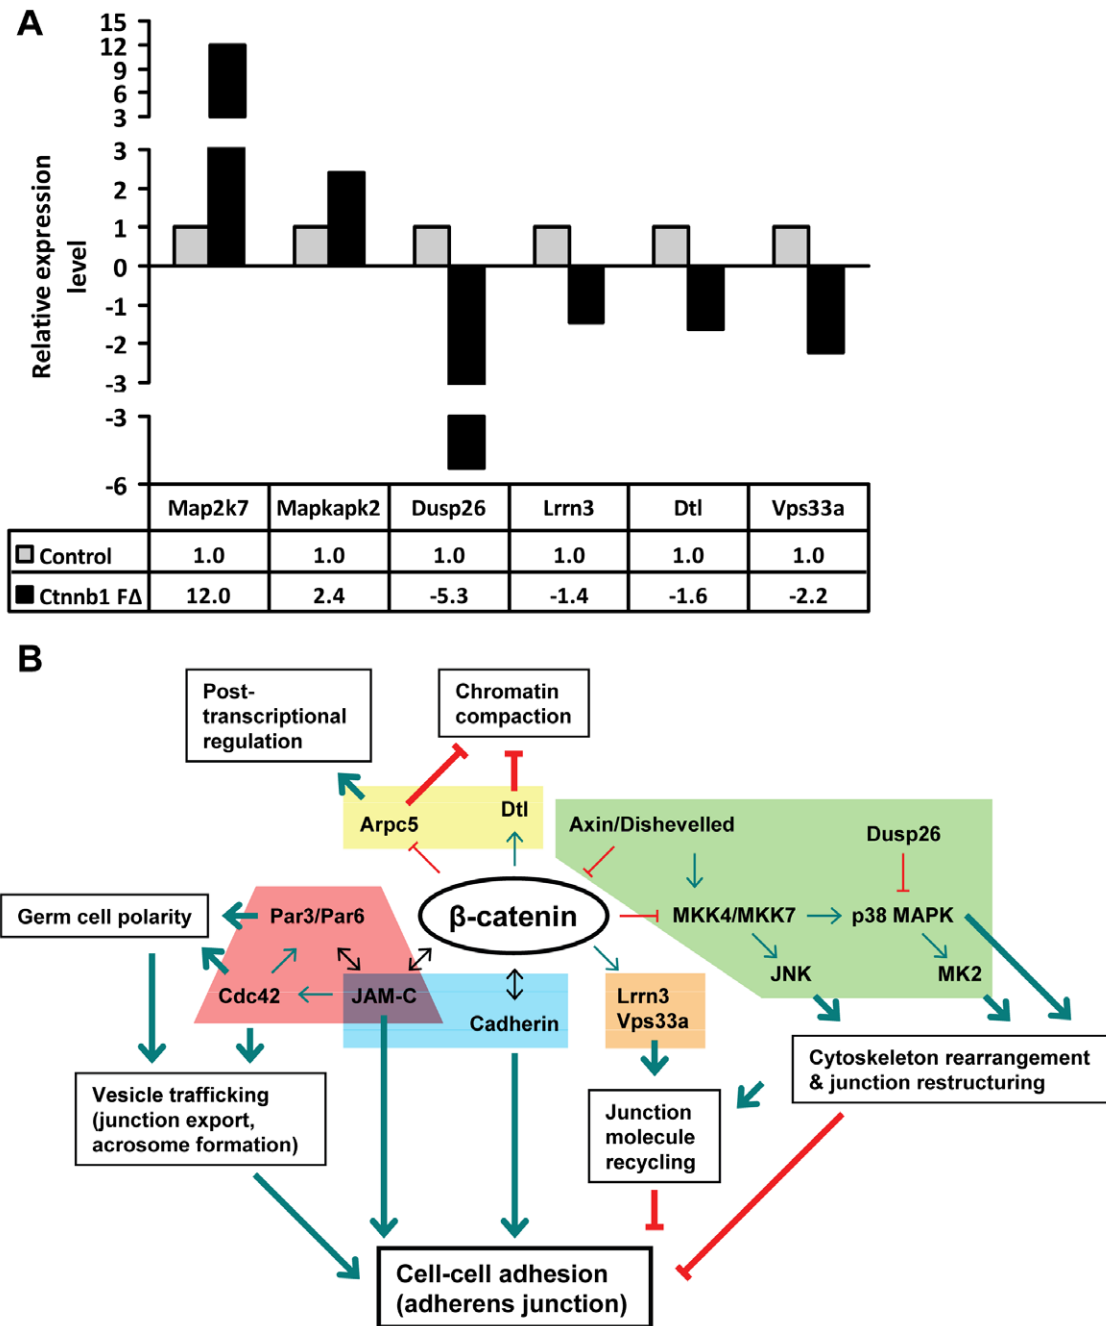 A
15
12
9
6
3
3
2
1
0
-1
-2
-3
-3
-6
Relative expression
level
Map2k7 Mapkapk2 Dusp26 Lrrn3 Dtl Vps33a
Control 1.0 1.0 1.0 1.0 1.0 1.0
Ctnnb1 FΔ 12.0 2.4 -5.3 -1.4 -1.6 -2.2
B
Post-
transcriptional
regulation
Chromatin
compaction
Arpc5
Dtl
Axin/Dishevelled
Dusp26
Germ cell polarity
Par3/Par6
β-catenin
MKK4/MKK7
p38 MAPK
Cdc42
JAM-C
Cadherin
Lrrn3
Vps33a
JNK
MK2
Vesicle trafficking
(junction export,
acrosome formation)
Junction
molecule
recycling
Cytoskeleton rearrangement
& junction restructuring
Cell-cell adhesion
(adherens junction)